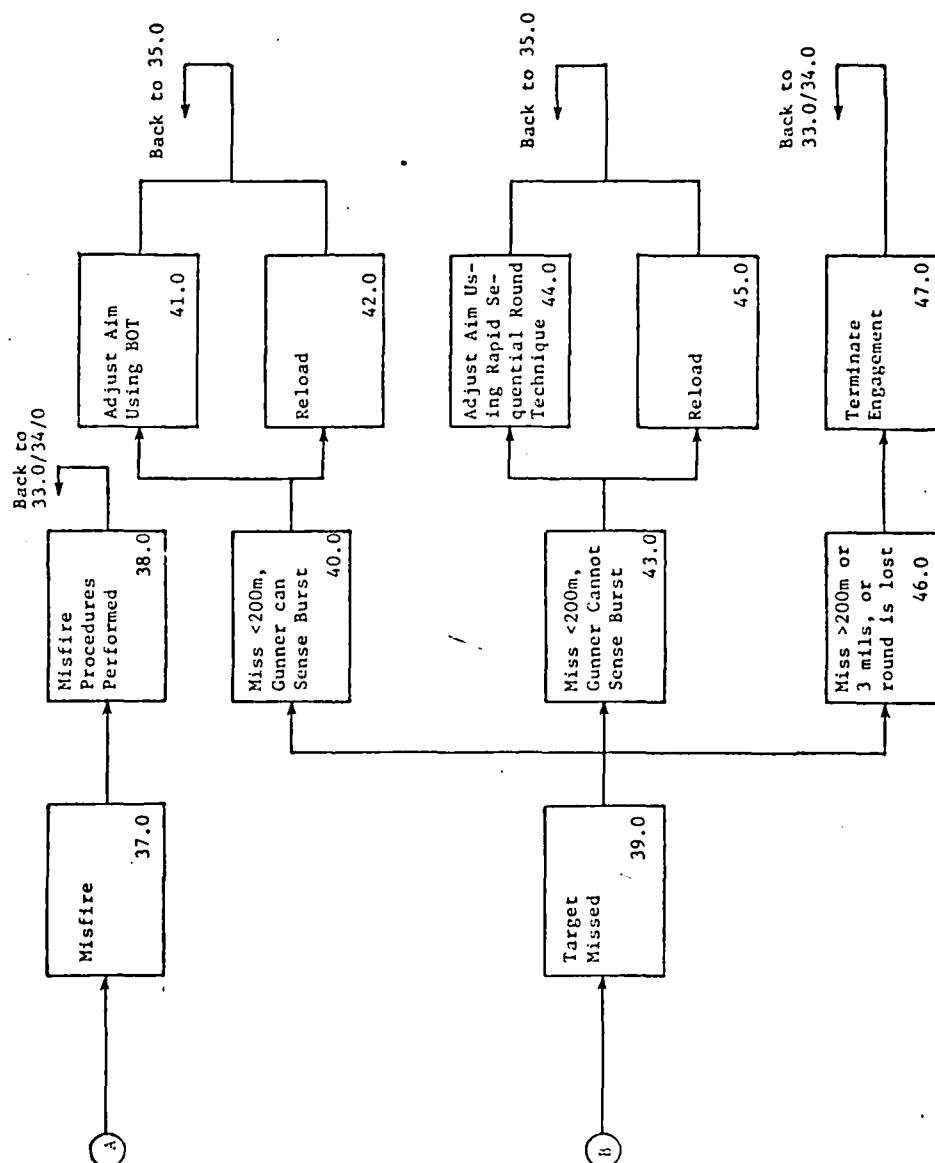 A
Misfire
37.0
Misfire
Procedures
Performed
38.0
Back to
33.0/34/0
B
Target
Missed
39.0
Miss <200m,
Gunner can
Sense Burst
40.0
Adjust Aim
Using BOT
41.0
Reload
42.0
Back to 35.0
Miss <200m,
Gunner Cannot
Sense Burst
43.0
Adjust Aim Us-
ing Rapid Se-
quential Round
Technique
44.0
Reload
45.0
Back to 35.0
Miss >200m or
3 mils, or
round is lost
46.0
Terminate
Engagement
47.0
Back to
33.0/34.0